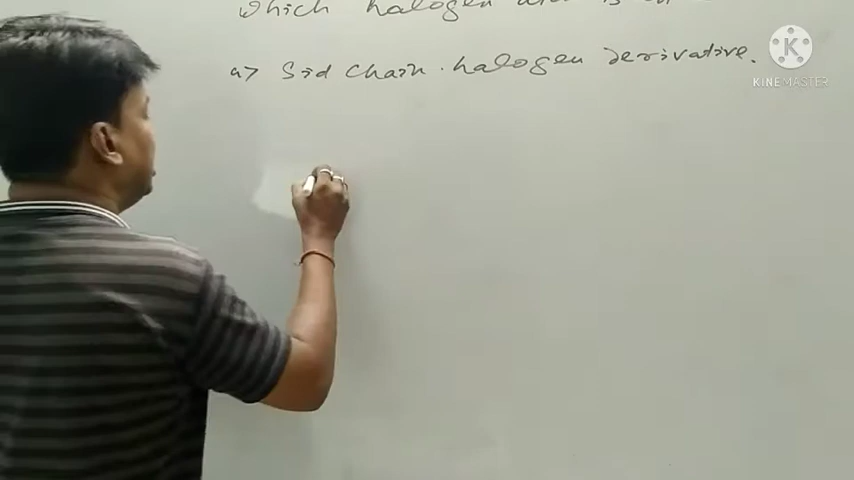 which halogen
a> Sid Chain. halogen derivative.
K
KINEMASTER